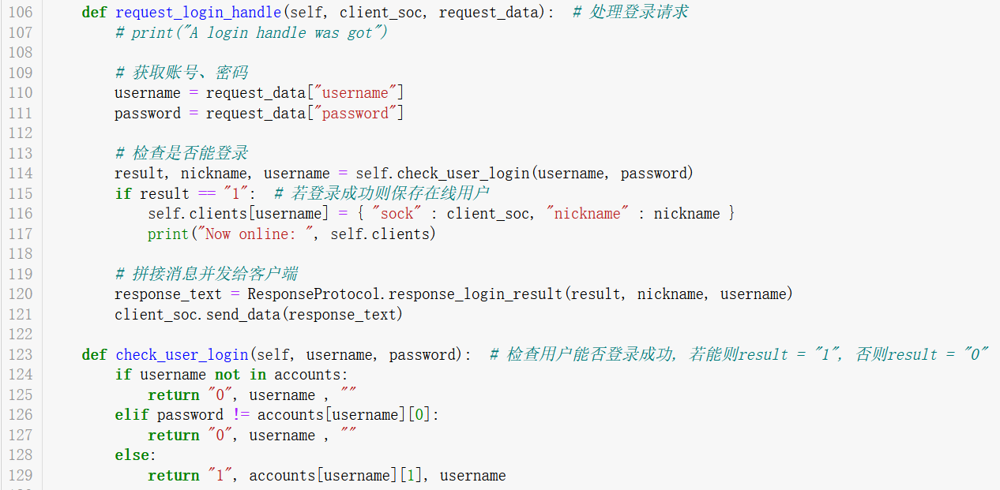 106 def request_login_handle(self, client_soc, request_data):  # 处理登录请求
107 # print("A login handle was got")
108
109 # 获取账号、密码
110 username = request_data["username"]
111 password = request_data["password"]
112
113 # 检查是否能登录
114 result, nickname, username = self.check_user_login(username, password)
115 if result == "1":  # 若登录成功则保存在线用户
116 self.clients[username] = { "sock" : client_soc, "nickname" : nickname }
117 print("Now online: ", self.clients)
118
119 # 拼接消息并发给客户端
120 response_text = ResponseProtocol.response_login_result(result, nickname, username)
121 client_soc.send_data(response_text)
122
123 def check_user_login(self, username, password):  # 检查用户能否登录成功, 若能则result = "1", 否则result = "0"
124 if username not in accounts:
125 return "0", username , ""
126 elif password != accounts[username][0]:
127 return "0", username , ""
128 else:
129 return "1", accounts[username][1], username